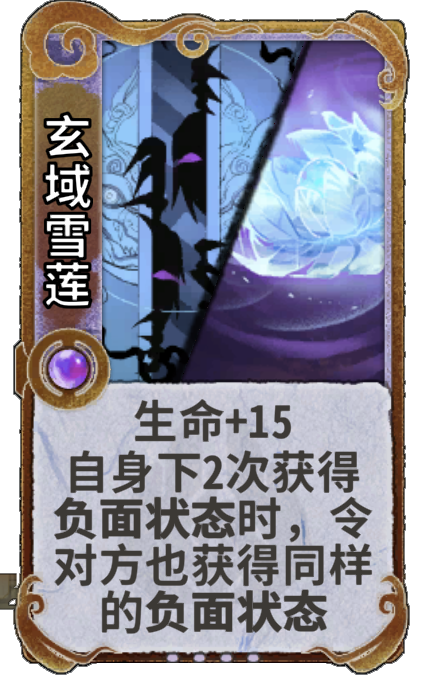 玄域雪莲
生命+15
自身下2次获得
负面状态时，令
对方也获得同样
的负面状态